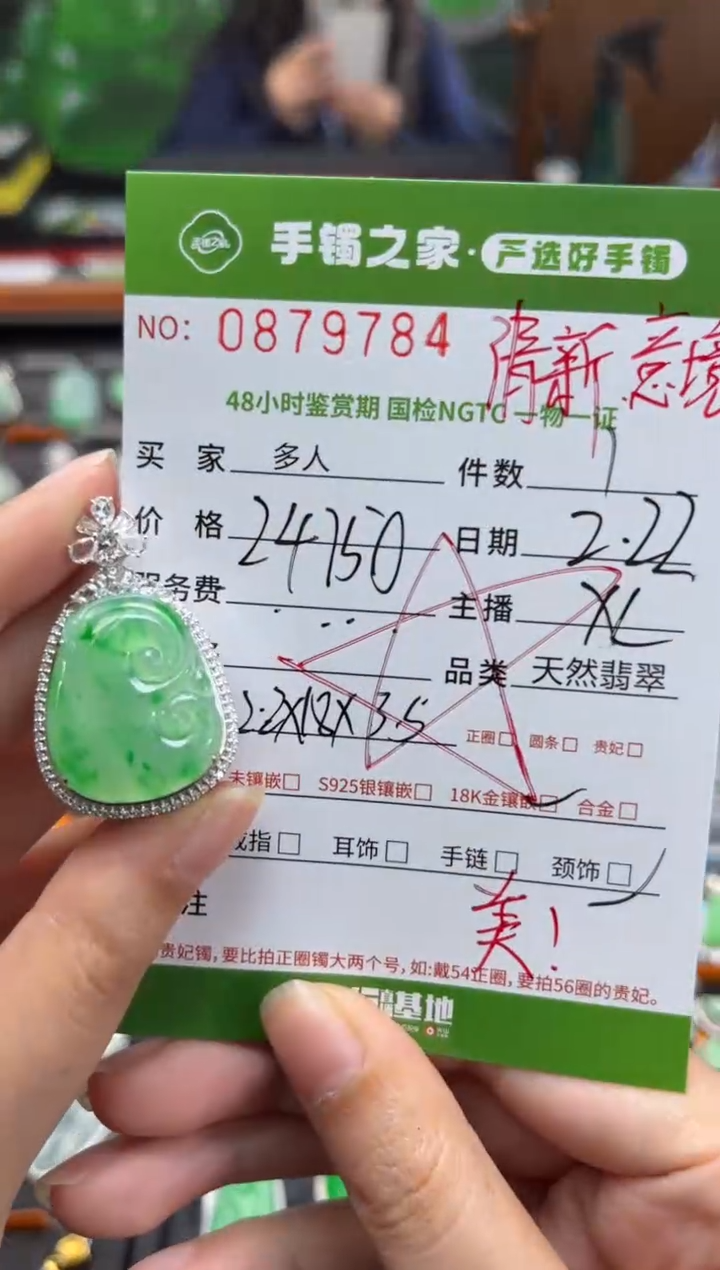 手镯之家·严选好手镯
NO: 0879784 清新意境
48小时鉴赏期 国检NGTC 一物一证
买 家 多人 件数 1
价 格 24750 日期 2.22
服务费 主播 XL
品类 天然翡翠
正圈□ 圆条□ 贵妃□
未镶嵌□ S925银镶嵌□ 18K金镶嵌□ 合金□
戒指□ 耳饰□ 手链□ 颈饰□
注
美!
贵妃镯,要比拍正圈镯大两个号,如:戴54正圈,要拍56圈的贵妃。
基地